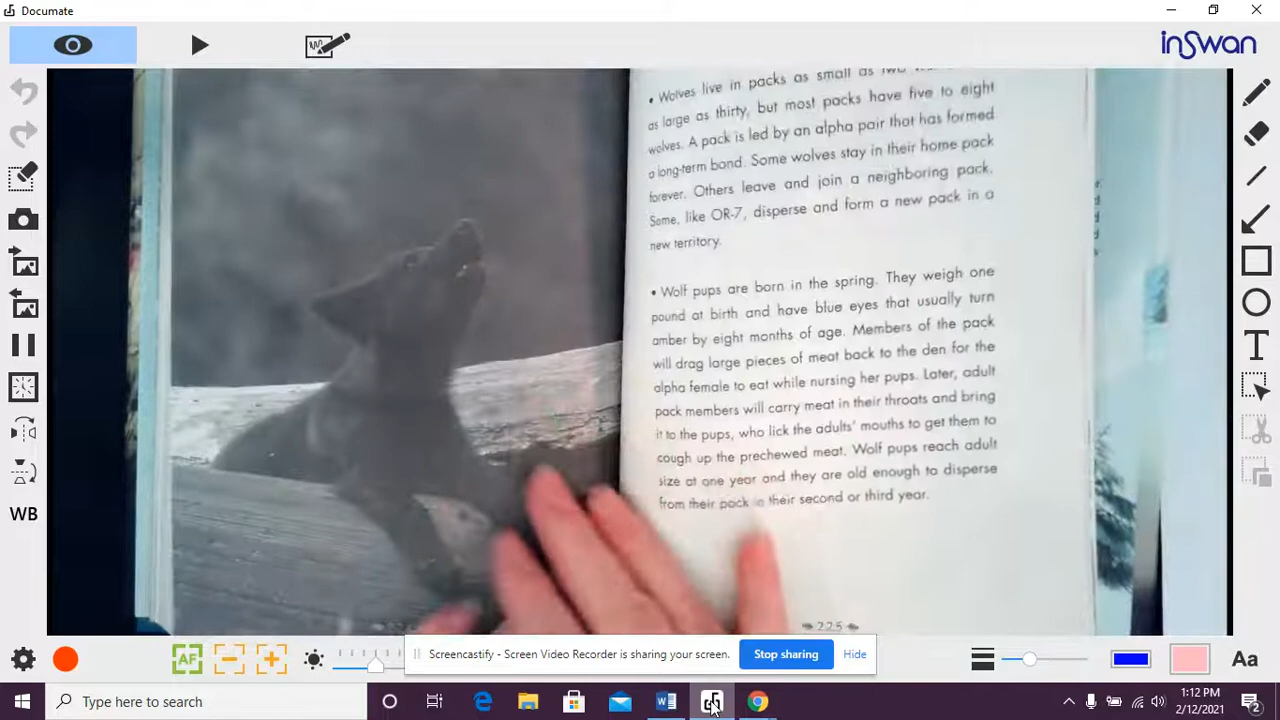 Documate
inSwan
• Wolves live in packs as small as two
as large as thirty, but most packs have five to eight
wolves. A pack is led by an alpha pair that has formed
a long-term bond. Some wolves stay in their home pack
forever. Others leave and join a neighboring pack.
Some, like OR-7, disperse and form a new pack in a
new territory.
• Wolf pups are born in the spring. They weigh one
pound at birth and have blue eyes that usually turn
amber by eight months of age. Members of the pack
will drag large pieces of meat back to the den for the
alpha female to eat while nursing her pups. Later, adult
pack members will carry meat in their throats and bring
it to the pups, who lick the adults' mouths to get them to
cough up the prechewed meat. Wolf pups reach adult
size at one year and they are old enough to disperse
from their pack in their second or third year.
225
T
WB
AF
Screencastify - Screen Video Recorder is sharing your screen.
Stop sharing
Hide
Aa
Type here to search
1:12 PM
2/12/2021
2